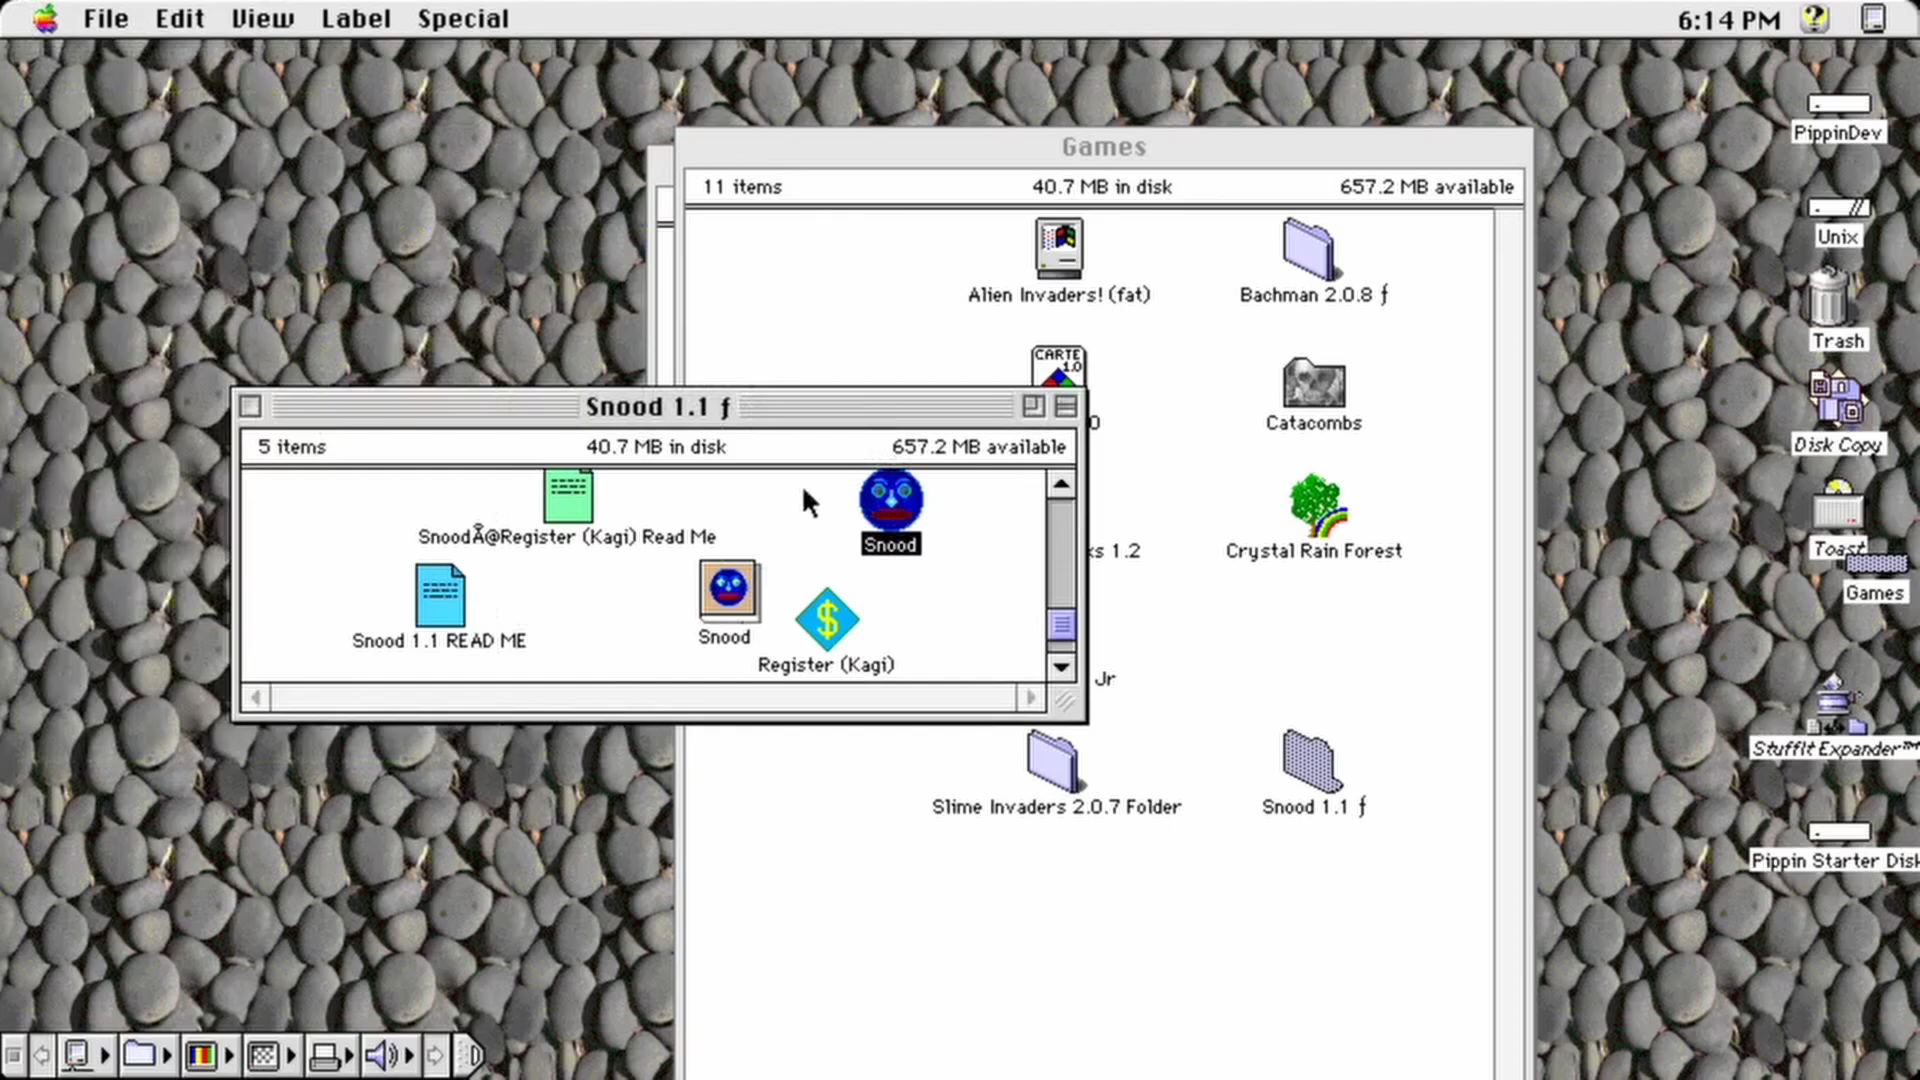 File Edit View Label Special 6:14 PM
PippinDev
Games
11 items 40.7 MB in disk 657.2 MB available
Unix
Alien Invaders! (fat) Bachman 2.0.8 ƒ
Trash
CARTE
1.0
Snood 1.1 ƒ
0 Catacombs
5 items 40.7 MB in disk 657.2 MB available
Disk Copy
SnoodÂ@Register (Kagi) Read Me
Snood
ks 1.2 Crystal Rain Forest
Toast
Games
Snood 1.1 READ ME
Snood
$
Register (Kagi)
Jr
StuffIt Expander™
Slime Invaders 2.0.7 Folder Snood 1.1 ƒ
Pippin Starter Disk